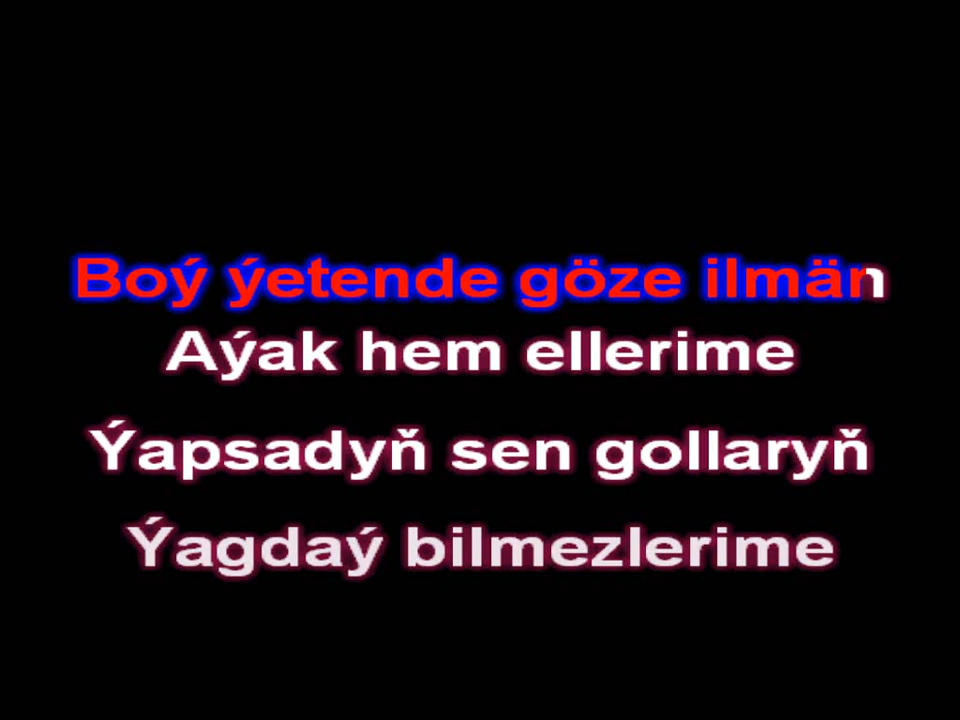 Boý ýetende göze ilmän
Aýak hem ellerime
Ýapsadyň sen gollaryň
Ýagdaý bilmezlerime